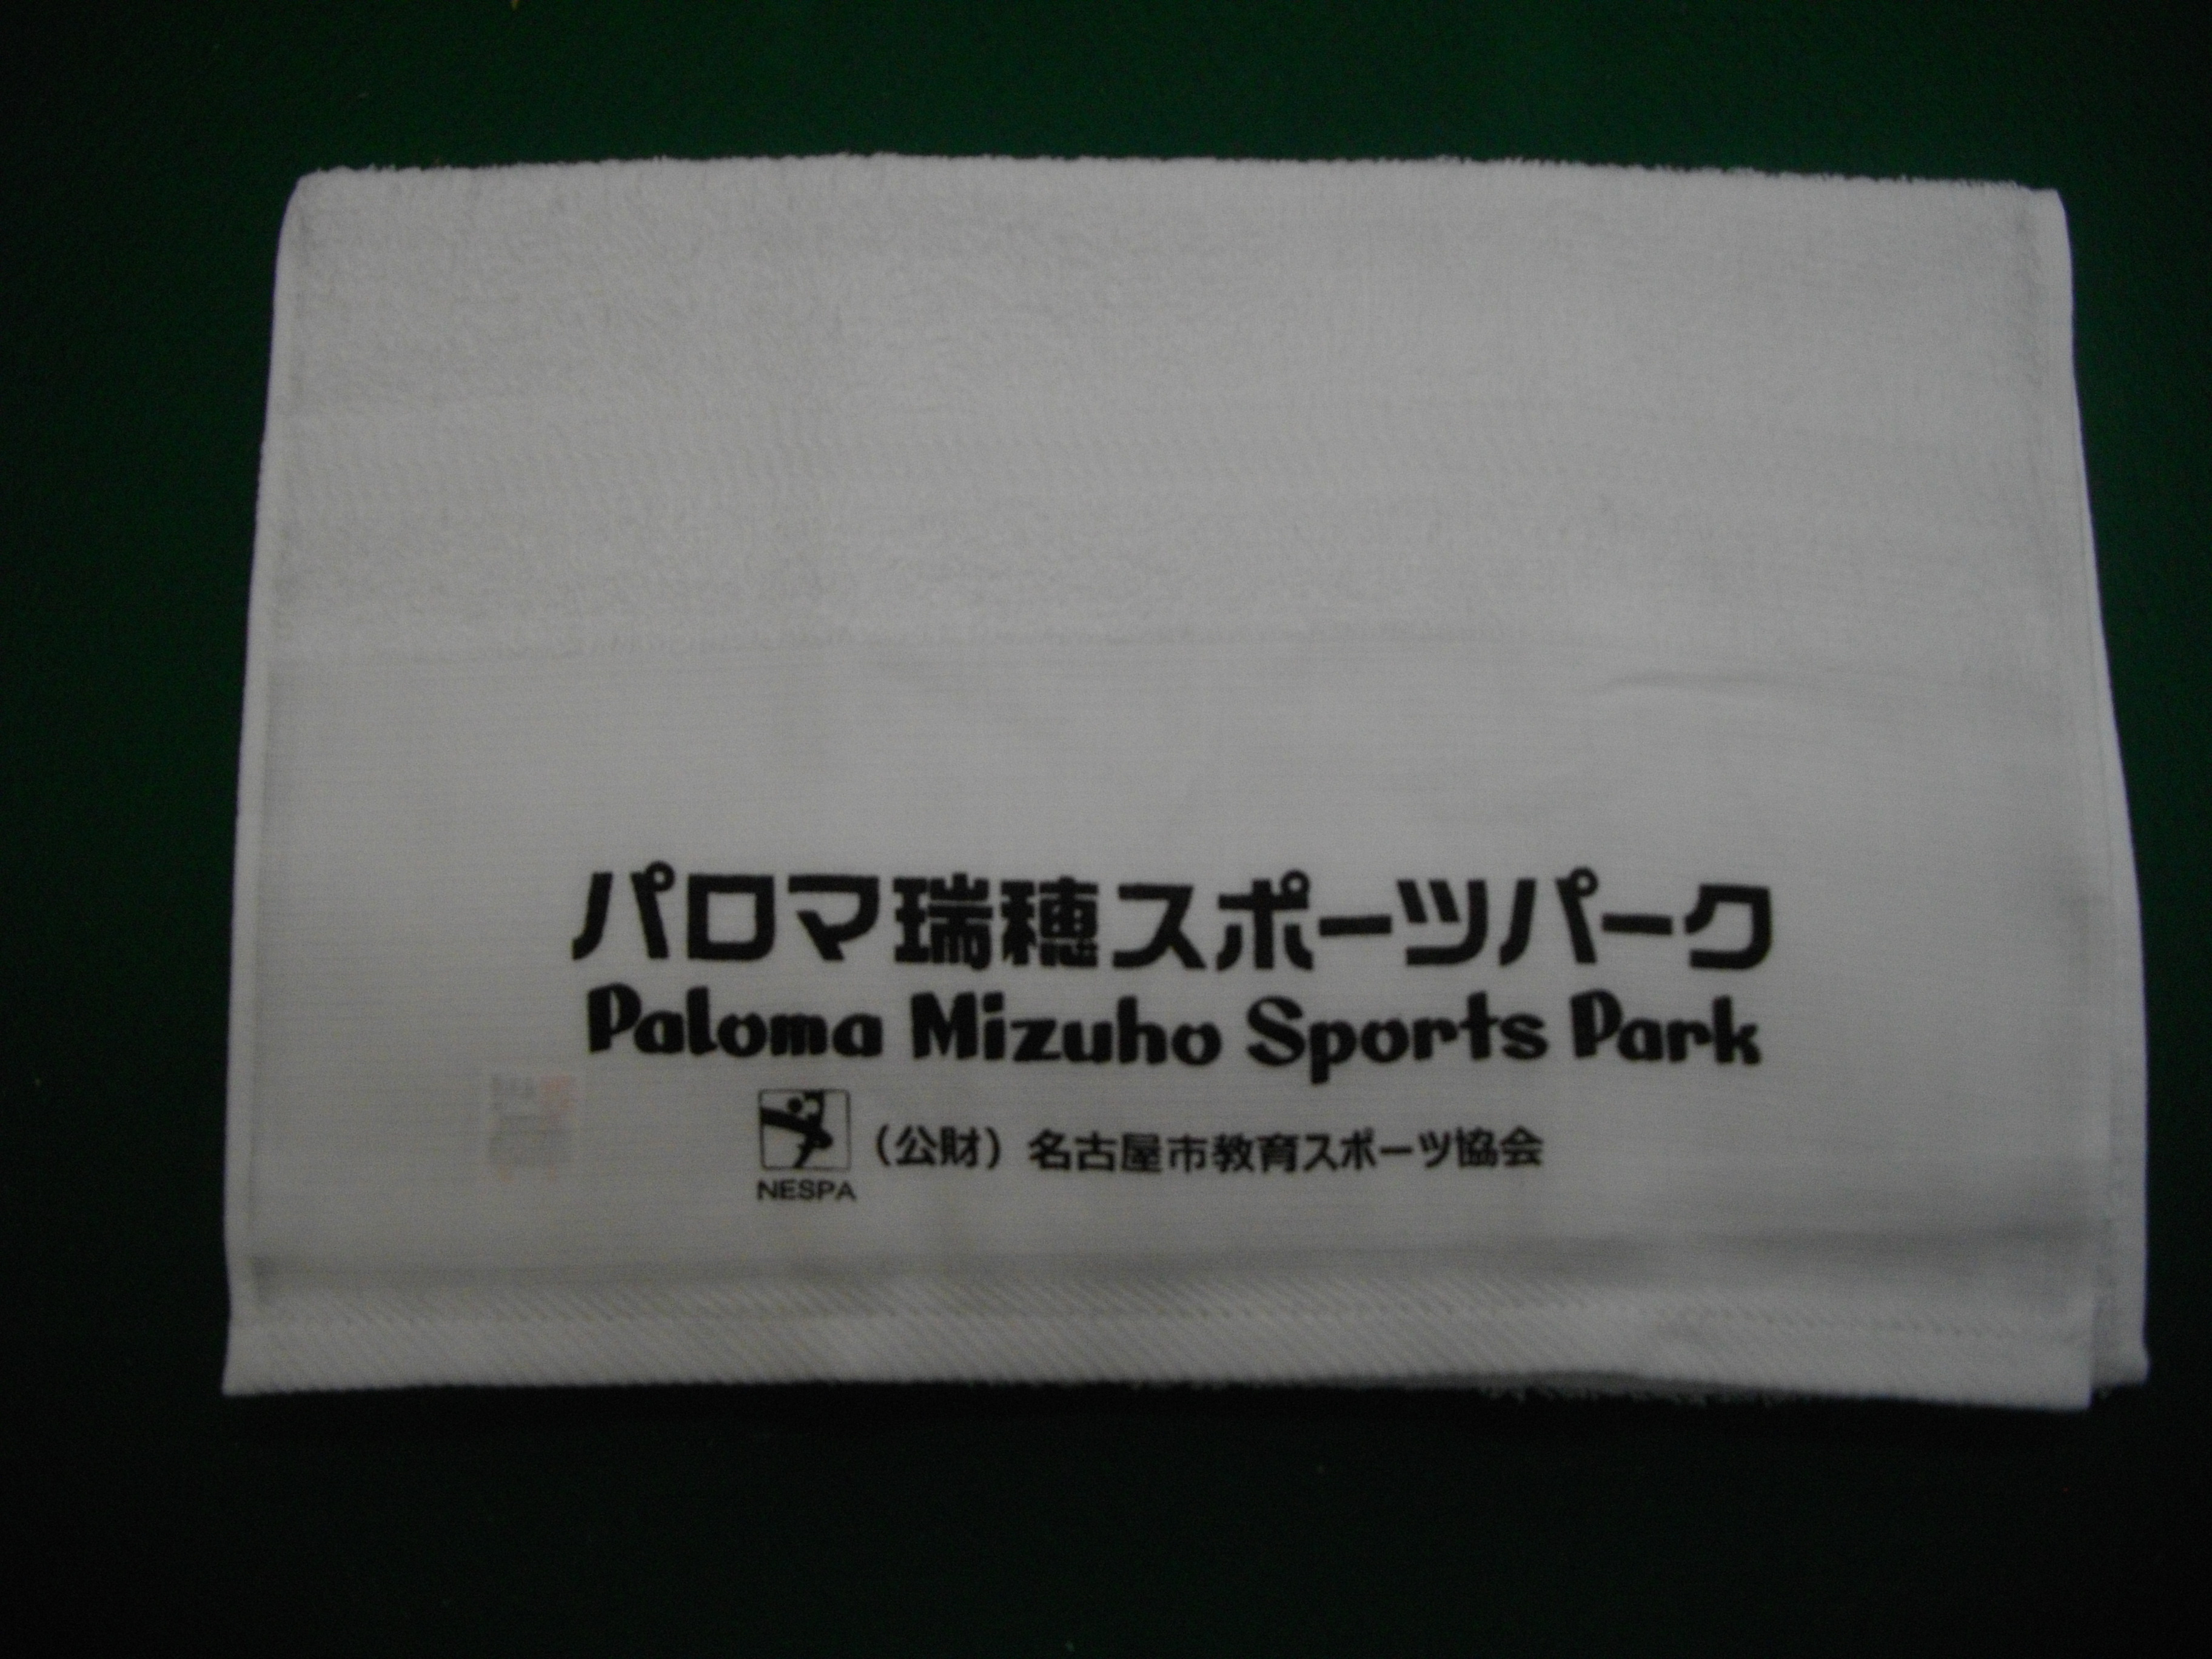 パロマ瑞穂スポーツパーク
Paloma Mizuho Sports Park
（公財）名古屋市教育スポーツ協会
NESPA